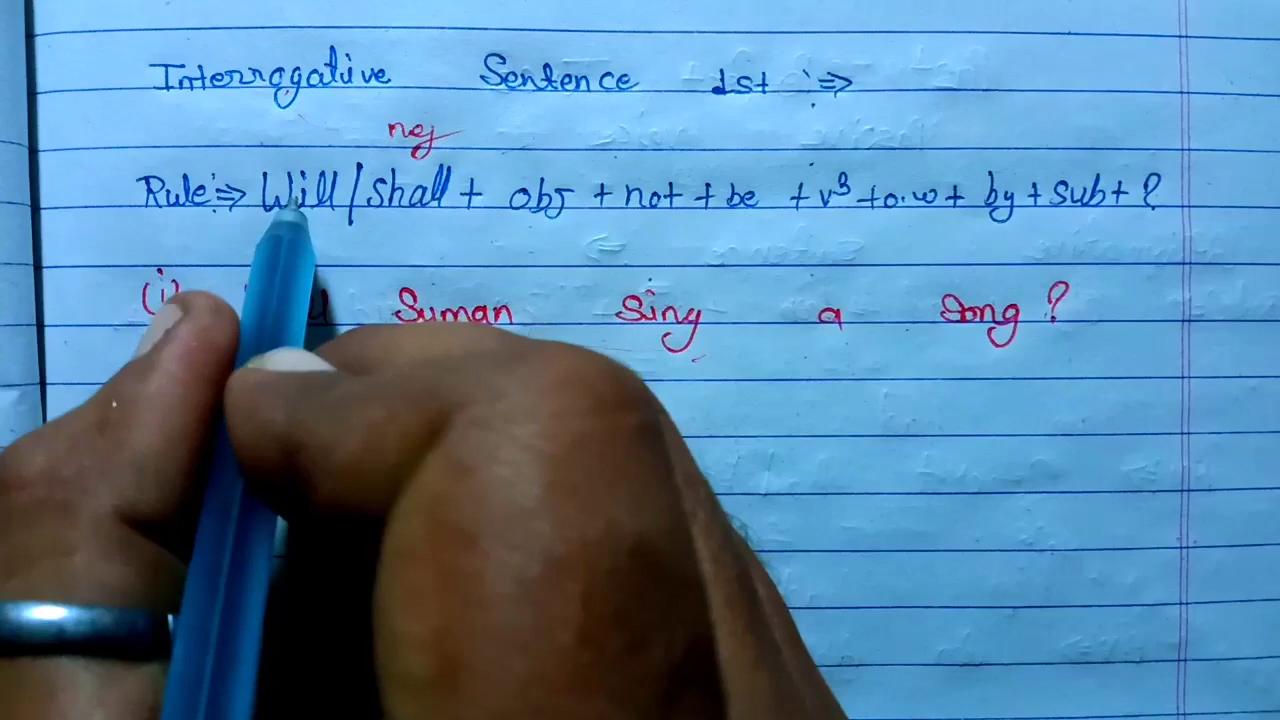 Interrogative Sentence 1st :⇒
neg
Rule:⇒ Will/Shall + obj + not + be + v³ + o.w + by + sub + ?
(i) Suman Sing a Song ?